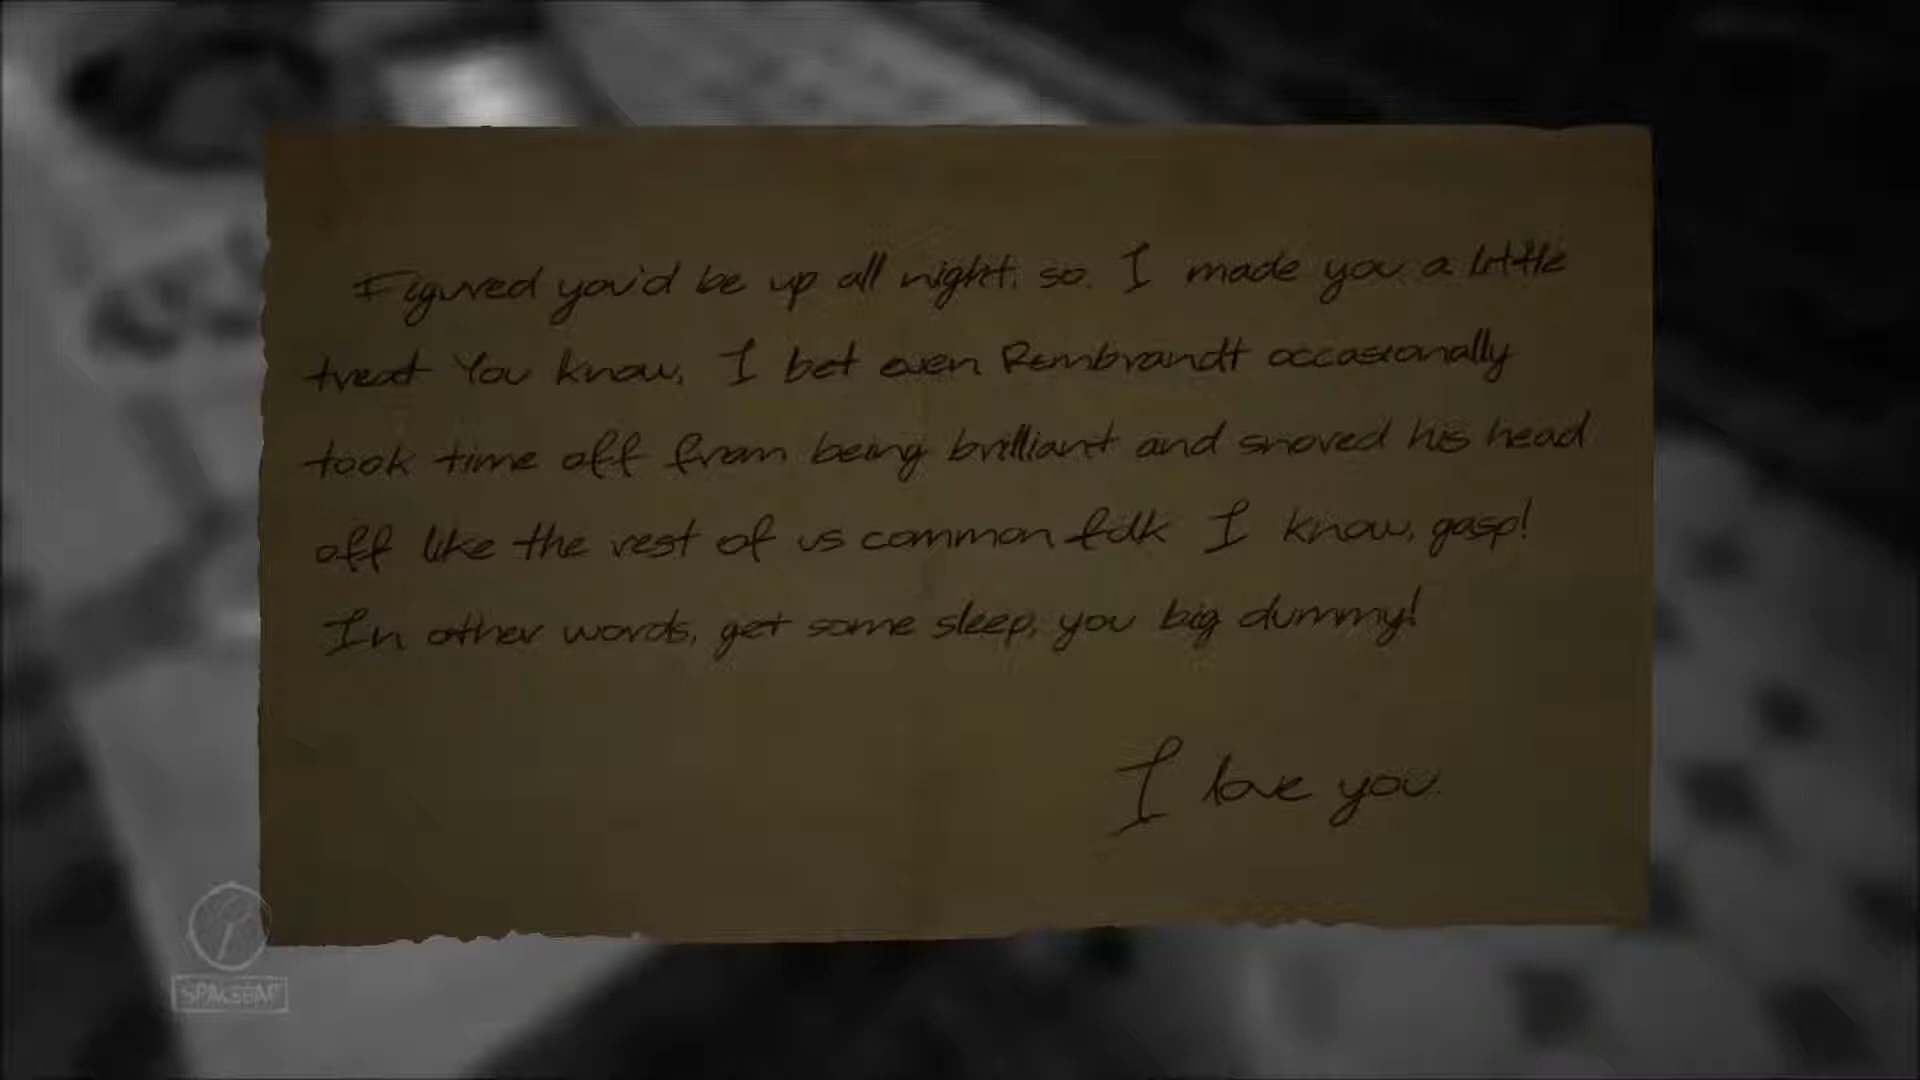 Figured you'd be up all night, so. I made you a little
treat You know, I bet even Rembrandt occasionally
took time off from being brilliant and snored his head
off like the rest of us common folk I know, gasp!
In other words, get some sleep, you big dummy!
I love you.
SPACEBAR